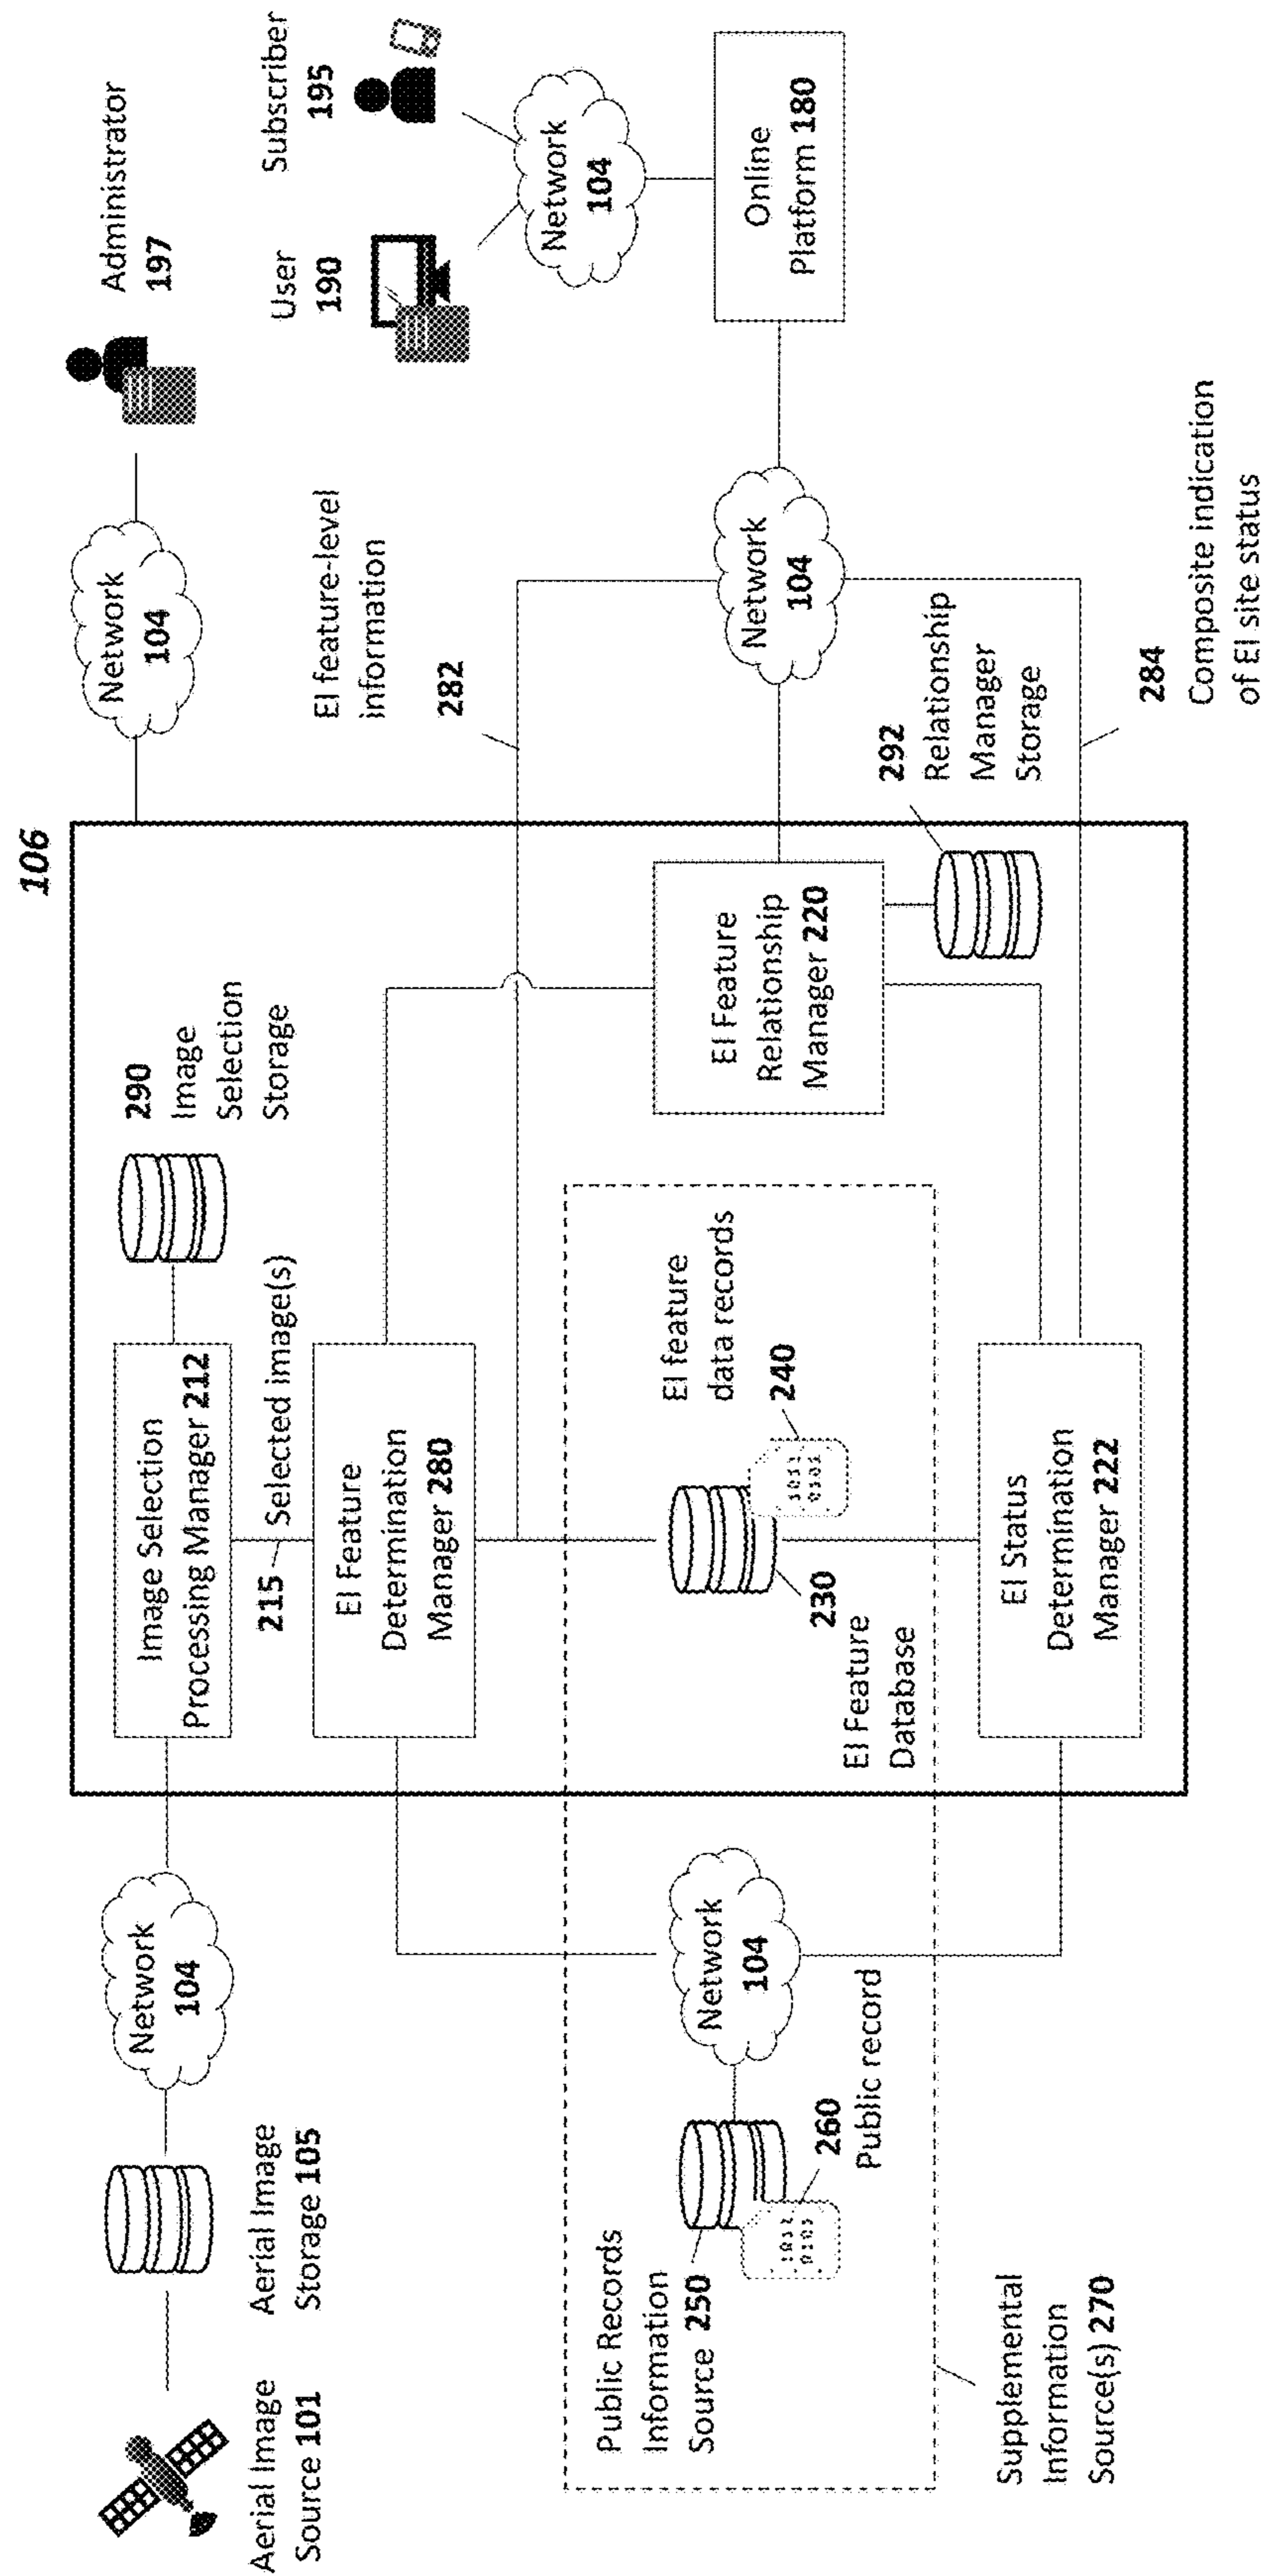 106
Aerial Image
Source 101
Aerial Image
Storage 105
Network
104
Image Selection
Processing Manager 212
290
Image
Selection
Storage
Network
104
Administrator
197
215
Selected image(s)
EI Feature
Determination
Manager 280
EI feature-level
information
282
User
190
Subscriber
195
Network
104
Online
Platform 180
Public Records
Information
Source 250
260
Public record
1011
0101
Network
104
EI Feature
Database
230
EI feature
data records
240
1011
0101
EI Feature
Relationship
Manager 220
292
Relationship
Manager
Storage
Network
104
EI Status
Determination
Manager 222
Supplemental
Information
Source(s) 270
284
Composite indication
of EI site status